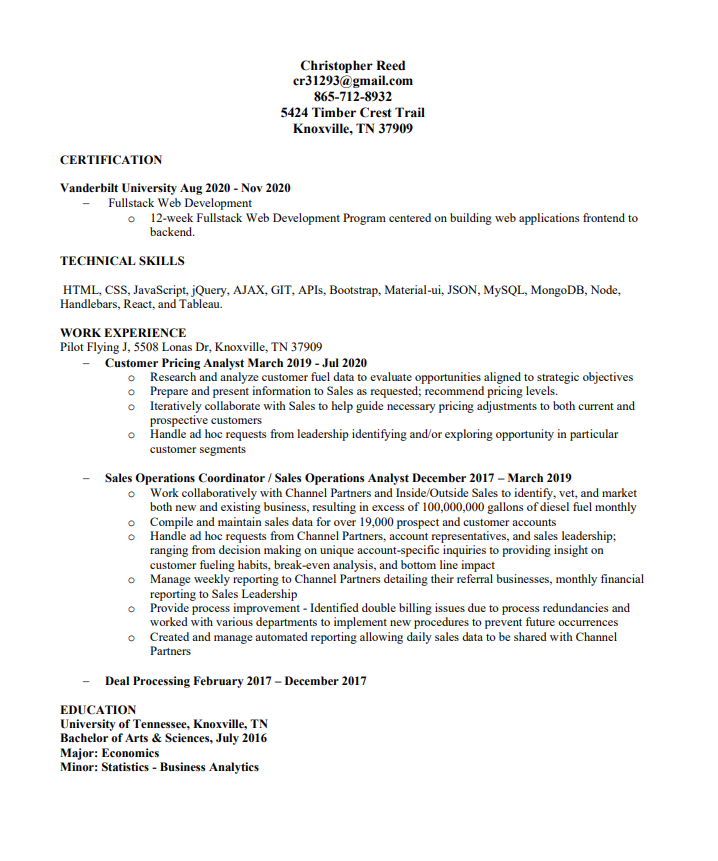 Christopher Reed
cr31293@gmail.com
865-712-8932
5424 Timber Crest Trail
Knoxville, TN 37909
CERTIFICATION
Vanderbilt University Aug 2020 - Nov 2020
– Fullstack Web Development
o 12-week Fullstack Web Development Program centered on building web applications frontend to
backend.
TECHNICAL SKILLS
HTML, CSS, JavaScript, jQuery, AJAX, GIT, APIs, Bootstrap, Material-ui, JSON, MySQL, MongoDB, Node,
Handlebars, React, and Tableau.
WORK EXPERIENCE
Pilot Flying J, 5508 Lonas Dr, Knoxville, TN 37909
– Customer Pricing Analyst March 2019 - Jul 2020
o Research and analyze customer fuel data to evaluate opportunities aligned to strategic objectives
o Prepare and present information to Sales as requested; recommend pricing levels.
o Iteratively collaborate with Sales to help guide necessary pricing adjustments to both current and
prospective customers
o Handle ad hoc requests from leadership identifying and/or exploring opportunity in particular
customer segments
– Sales Operations Coordinator / Sales Operations Analyst December 2017 – March 2019
o Work collaboratively with Channel Partners and Inside/Outside Sales to identify, vet, and market
both new and existing business, resulting in excess of 100,000,000 gallons of diesel fuel monthly
o Compile and maintain sales data for over 19,000 prospect and customer accounts
o Handle ad hoc requests from Channel Partners, account representatives, and sales leadership;
ranging from decision making on unique account-specific inquiries to providing insight on
customer fueling habits, break-even analysis, and bottom line impact
o Manage weekly reporting to Channel Partners detailing their referral businesses, monthly financial
reporting to Sales Leadership
o Provide process improvement - Identified double billing issues due to process redundancies and
worked with various departments to implement new procedures to prevent future occurrences
o Created and manage automated reporting allowing daily sales data to be shared with Channel
Partners
– Deal Processing February 2017 – December 2017
EDUCATION
University of Tennessee, Knoxville, TN
Bachelor of Arts & Sciences, July 2016
Major: Economics
Minor: Statistics - Business Analytics